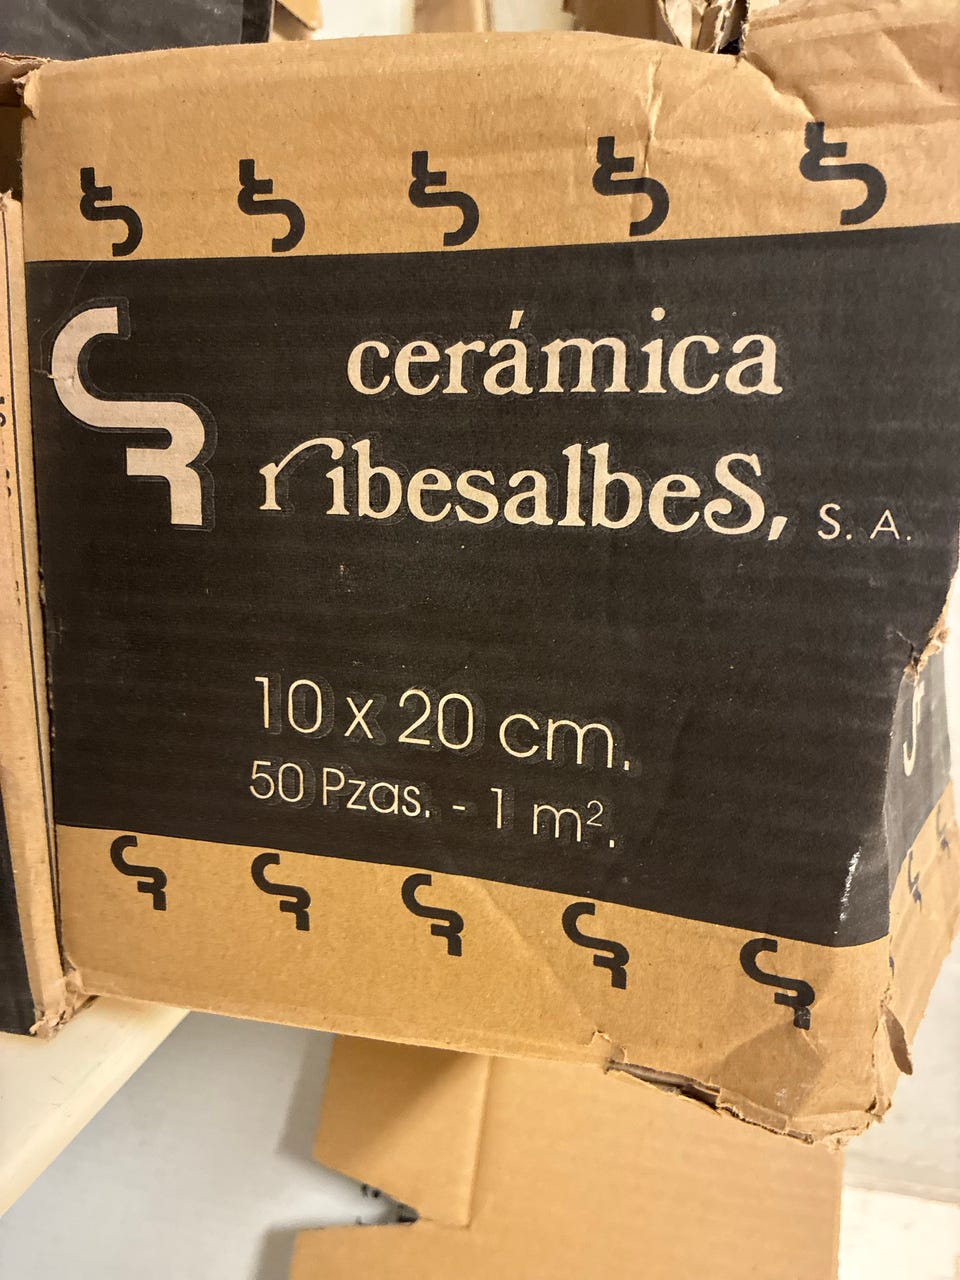 cerámica
ribesalbeS, S. A.
10 x 20 cm.
50 Pzas. - 1 m².